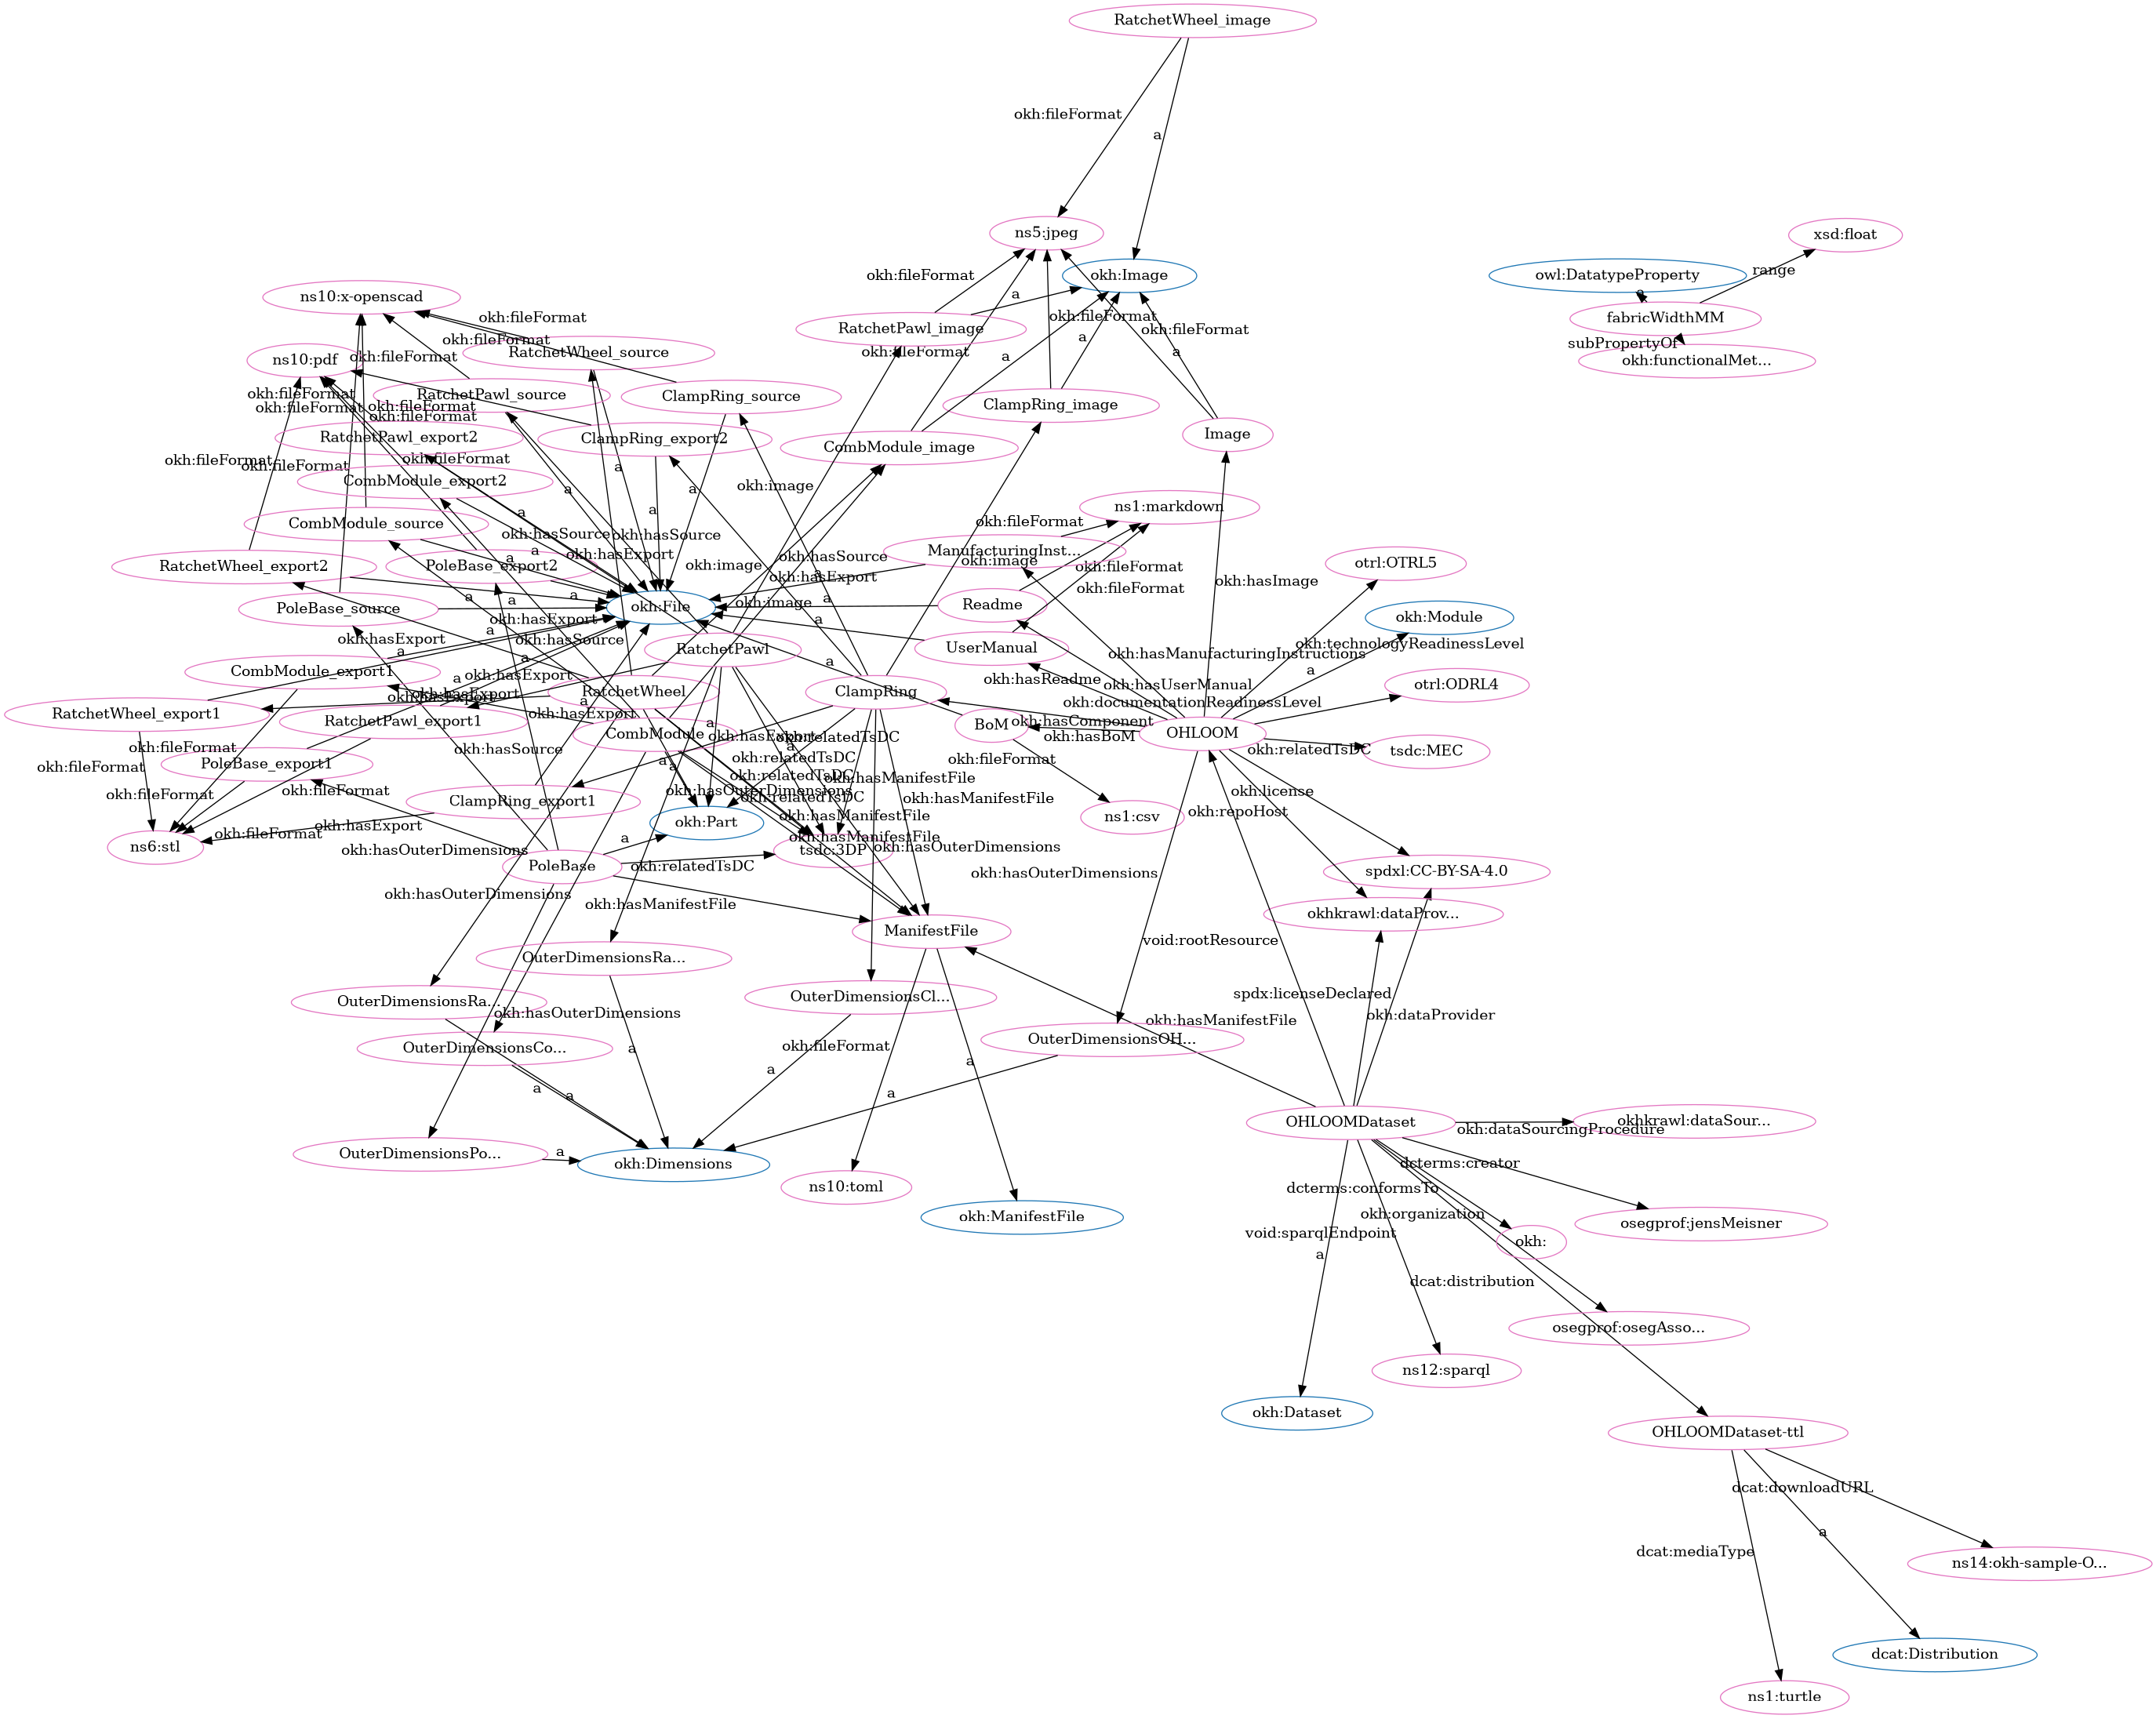 RatchetWheel_image
okh:fileFormat
a
ns5:jpeg
xsd:float
okh:Image
owl:DatatypeProperty
range
okh:fileFormat
a
a
ns10:x-openscad
okh:fileFormat
okh:fileFormat
fabricWidthMM
RatchetPawl_image
okh:fileFormat
okh:fileFormat
subPropertyOf
RatchetWheel_source
okh:fileFormat
okh:fileFormat
a
a
a
ns10:pdf
okh:functionalMet...
RatchetPawl_source
ClampRing_source
okh:fileFormat
okh:fileFormat
okh:fileFormat
okh:fileFormat
ClampRing_image
RatchetPawl_export2
ClampRing_export2
CombModule_image
Image
okh:fileFormat
okh:fileFormat
okh:fileFormat
a
CombModule_export2
a
a
okh:image
ns1:markdown
a
a
CombModule_source
okh:fileFormat
okh:hasSource
okh:hasSource
a
ManufacturingInst...
okh:hasExport
okh:hasSource
okh:image
okh:image
a
otrl:OTRL5
RatchetWheel_export2
PoleBase_export2
okh:fileFormat
okh:hasExport
a
okh:hasImage
okh:fileFormat
a
a
a
a
okh:image
a
Readme
PoleBase_source
okh:File
okh:Module
okh:hasExport
a
a
okh:hasExport
okh:hasSource
okh:technologyReadinessLevel
a
RatchetPawl
UserManual
okh:hasManufacturingInstructions
a
a
a
CombModule_export1
okh:hasExport
a
okh:hasReadme
okh:hasUserManual
otrl:ODRL4
okh:hasExport
okh:hasExport
RatchetWheel
ClampRing
okh:documentationReadinessLevel
a
RatchetWheel_export1
RatchetPawl_export1
okh:hasExport
BoM
okh:hasComponent
a
okh:hasBoM
OHLOOM
CombModule
okh:hasExport
okh:relatedTsDC
okh:fileFormat
okh:hasSource
a
okh:relatedTsDC
tsdc:MEC
okh:fileFormat
PoleBase_export1
a
a
okh:relatedTsDC
okh:hasManifestFile
okh:fileFormat
okh:fileFormat
okh:fileFormat
ClampRing_export1
okh:hasOuterDimensions
okh:relatedTsDC
okh:hasManifestFile
okh:license
okh:repoHost
okh:fileFormat
okh:hasExport
okh:Part
okh:hasManifestFile
ns1:csv
okh:hasManifestFile
ns6:stl
okh:hasOuterDimensions
a
tsdc:3DP
okh:hasOuterDimensions
PoleBase
okh:relatedTsDC
okh:hasOuterDimensions
spdxl:CC-BY-SA-4.0
okh:hasOuterDimensions
okh:hasManifestFile
okhkrawl:dataProv...
ManifestFile
void:rootResource
OuterDimensionsRa...
OuterDimensionsRa...
OuterDimensionsCl...
spdx:licenseDeclared
okh:hasOuterDimensions
okh:hasManifestFile
okh:dataProvider
OuterDimensionsCo...
a
okh:fileFormat
OuterDimensionsOH...
a
a
a
a
a
OHLOOMDataset
okhkrawl:dataSour...
okh:dataSourcingProcedure
OuterDimensionsPo...
a
okh:Dimensions
dcterms:creator
ns10:toml
dcterms:conformsTo
okh:ManifestFile
okh:organization
osegprof:jensMeisner
void:sparqlEndpoint
okh:
a
dcat:distribution
osegprof:osegAsso...
ns12:sparql
okh:Dataset
OHLOOMDataset-ttl
dcat:downloadURL
a
dcat:mediaType
ns14:okh-sample-O...
dcat:Distribution
ns1:turtle